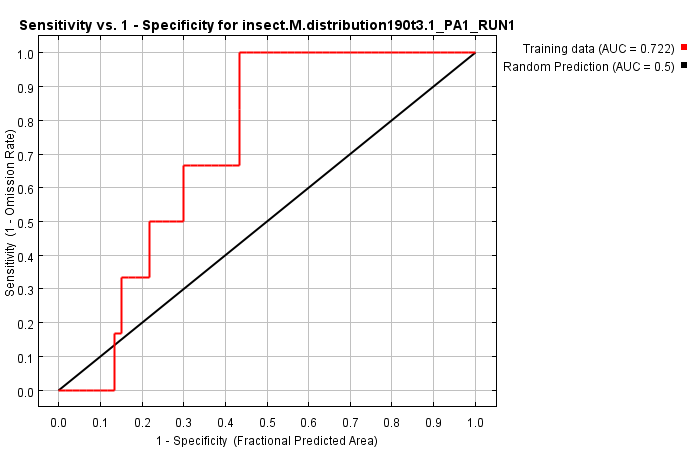 Sensitivity vs. 1 - Specificity for insect.M.distribution190t3.1_PA1_RUN1
Training data (AUC = 0.722)
Random Prediction (AUC = 0.5)
1.0
0.9
0.8
0.7
0.6
0.5
0.4
0.3
0.2
0.1
0.0
Sensitivity (1 - Omission Rate)
0.0 0.1 0.2 0.3 0.4 0.5 0.6 0.7 0.8 0.9 1.0
1 - Specificity (Fractional Predicted Area)